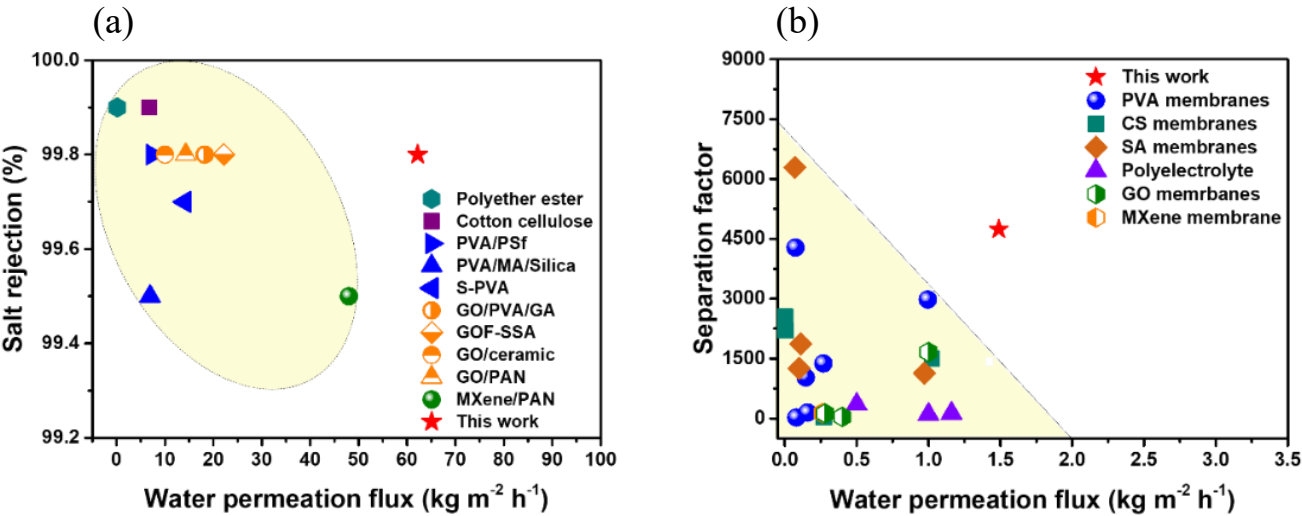 (a)
100.0
99.8
99.6
99.4
99.2
Salt rejection (%)
Polyether ester
Cotton cellulose
PVA/PSf
PVA/MA/Silica
S-PVA
GO/PVA/GA
GOF-SSA
GO/ceramic
GO/PAN
MXene/PAN
This work
0 10 20 30 40 50 60 70 80 90 100
Water permeation flux (kg m⁻² h⁻¹)
(b)
9000
7500
6000
4500
3000
1500
0
Separation factor
This work
PVA membranes
CS membranes
SA membranes
Polyelectrolyte
GO memrbanes
MXene membrane
0.0 0.5 1.0 1.5 2.0 2.5 3.0 3.5
Water permeation flux (kg m⁻² h⁻¹)